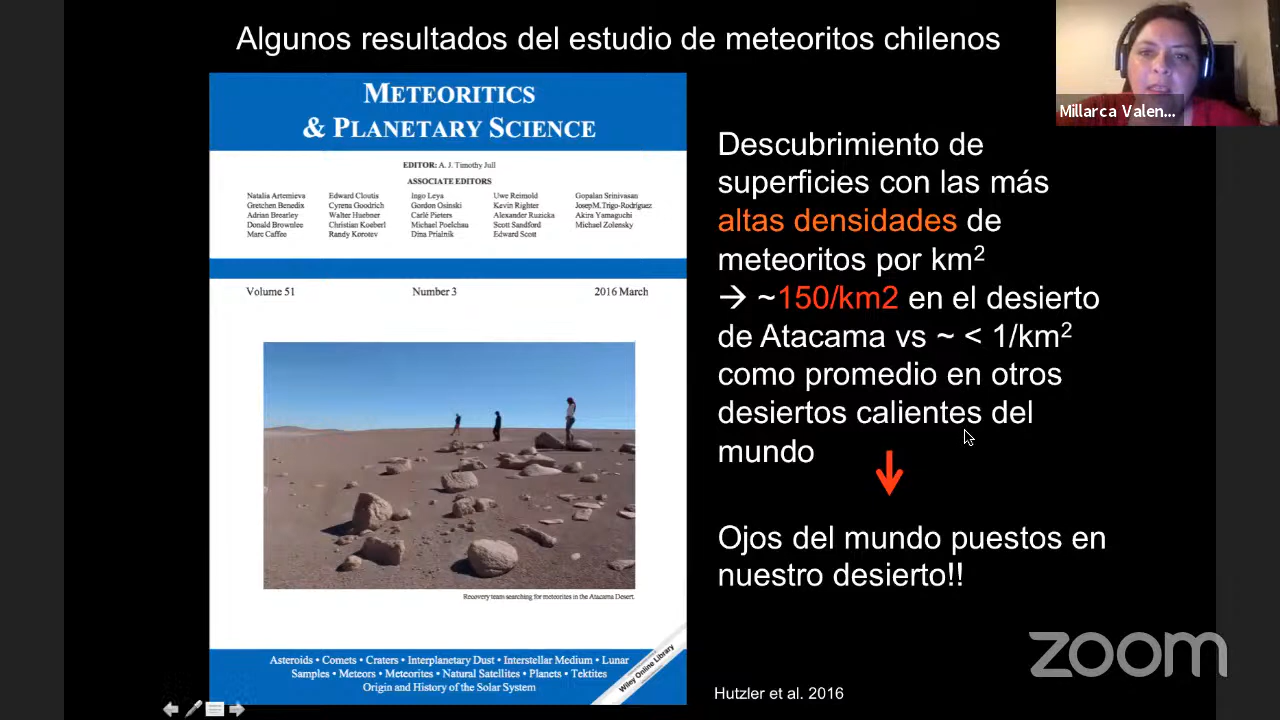 Algunos resultados del estudio de meteoritos chilenos
Millarca Valen...
METEORITICS
& PLANETARY SCIENCE
EDITOR: A. J. Timothy Jull
ASSOCIATE EDITORS
Natalia Artemieva Edward Cloutis Ingo Leya Uwe Reimold Gopalan Srinivasan
Gretchen Benedix Cyrena Goodrich Gordon Osinski Kevin Righter Josep M. Trigo-Rodríguez
Adrian Brearley Walter Huebner Carlé Pieters Alexander Ruzicka Akira Yamaguchi
Donald Brownlee Christian Koeberl Michael Poelchau Scott Sandford Michael Zolensky
Marc Caffee Randy Korotev Dina Prialnik Edward Scott
Volume 51 Number 3 2016 March
Recovery team searching for meteorites in the Atacama Desert.
Asteroids • Comets • Craters • Interplanetary Dust • Interstellar Medium • Lunar
Samples • Meteors • Meteorites • Natural Satellites • Planets • Tektites
Origin and History of the Solar System
Wiley Online Library
Descubrimiento de
superficies con las más
altas densidades de
meteoritos por km²
→ ~150/km2 en el desierto
de Atacama vs ~ < 1/km²
como promedio en otros
desiertos calientes del
mundo
Ojos del mundo puestos en
nuestro desierto!!
Hutzler et al. 2016
zoom